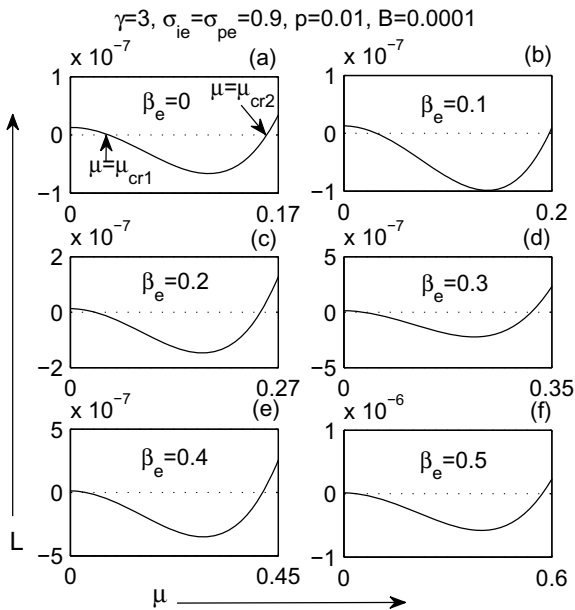 γ=3, σie=σpe=0.9, p=0.01, B=0.0001
x 10⁻⁷ (a)
1
0
−1
βe=0
μ=μcr1
μ=μcr2
0 0.17
x 10⁻⁷ (b)
1
0
−1
βe=0.1
0 0.2
x 10⁻⁷ (c)
2
0
−2
βe=0.2
0 0.27
x 10⁻⁷ (d)
5
0
−5
βe=0.3
0 0.35
x 10⁻⁷ (e)
5
0
−5
βe=0.4
0 0.45
x 10⁻⁶ (f)
1
0
−1
βe=0.5
0 0.6
L
μ